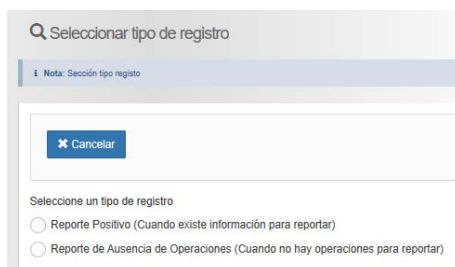 Seleccionar tipo de registro
i Nota: Sección tipo registo
✖ Cancelar
Seleccione un tipo de registro
Reporte Positivo (Cuando existe información para reportar)
Reporte de Ausencia de Operaciones (Cuando no hay operaciones para reportar)